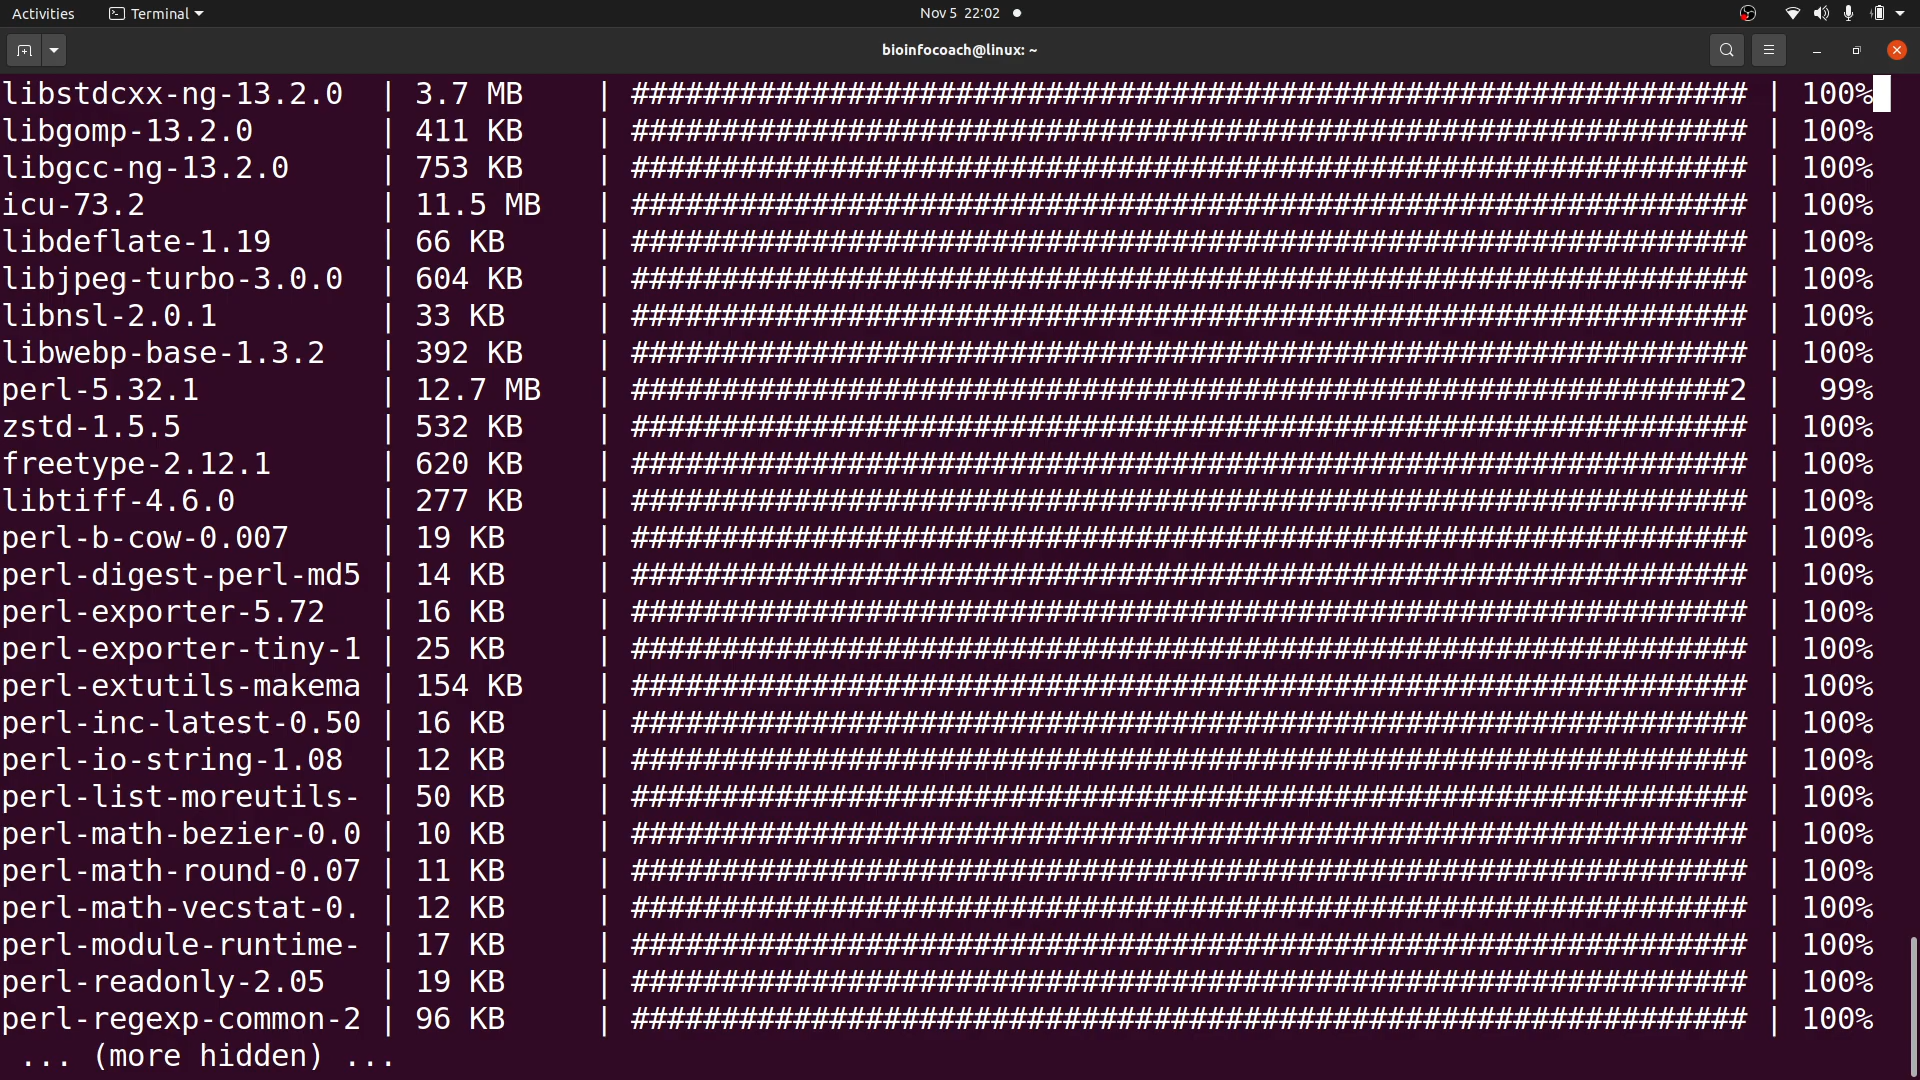 Activities Terminal Nov 5 22:02
bioinfocoach@linux: ~
libstdcxx-ng-13.2.0 | 3.7 MB | ############################################################## | 100%
libgomp-13.2.0 | 411 KB | ############################################################## | 100%
libgcc-ng-13.2.0 | 753 KB | ############################################################## | 100%
icu-73.2 | 11.5 MB | ############################################################## | 100%
libdeflate-1.19 | 66 KB | ############################################################## | 100%
libjpeg-turbo-3.0.0 | 604 KB | ############################################################## | 100%
libnsl-2.0.1 | 33 KB | ############################################################## | 100%
libwebp-base-1.3.2 | 392 KB | ############################################################## | 100%
perl-5.32.1 | 12.7 MB | #############################################################2 | 99%
zstd-1.5.5 | 532 KB | ############################################################## | 100%
freetype-2.12.1 | 620 KB | ############################################################## | 100%
libtiff-4.6.0 | 277 KB | ############################################################## | 100%
perl-b-cow-0.007 | 19 KB | ############################################################## | 100%
perl-digest-perl-md5 | 14 KB | ############################################################## | 100%
perl-exporter-5.72 | 16 KB | ############################################################## | 100%
perl-exporter-tiny-1 | 25 KB | ############################################################## | 100%
perl-extutils-makema | 154 KB | ############################################################## | 100%
perl-inc-latest-0.50 | 16 KB | ############################################################## | 100%
perl-io-string-1.08 | 12 KB | ############################################################## | 100%
perl-list-moreutils- | 50 KB | ############################################################## | 100%
perl-math-bezier-0.0 | 10 KB | ############################################################## | 100%
perl-math-round-0.07 | 11 KB | ############################################################## | 100%
perl-math-vecstat-0. | 12 KB | ############################################################## | 100%
perl-module-runtime- | 17 KB | ############################################################## | 100%
perl-readonly-2.05 | 19 KB | ############################################################## | 100%
perl-regexp-common-2 | 96 KB | ############################################################## | 100%
... (more hidden) ...